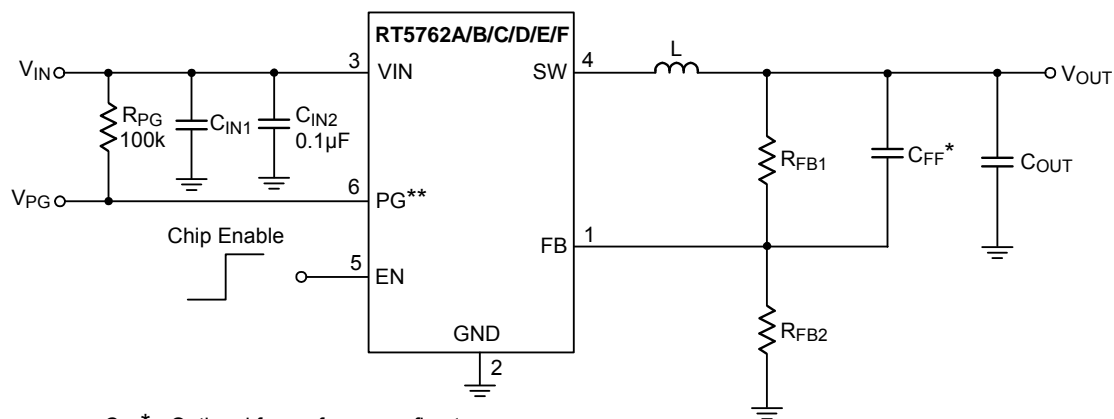 RT5762A/B/C/D/E/F
VIN
3
VIN
SW
4
L
VOUT
RPG
100k
CIN1
CIN2
0.1µF
RFB1
CFF*
COUT
VPG
6
PG**
Chip Enable
FB
1
5
EN
RFB2
GND
2